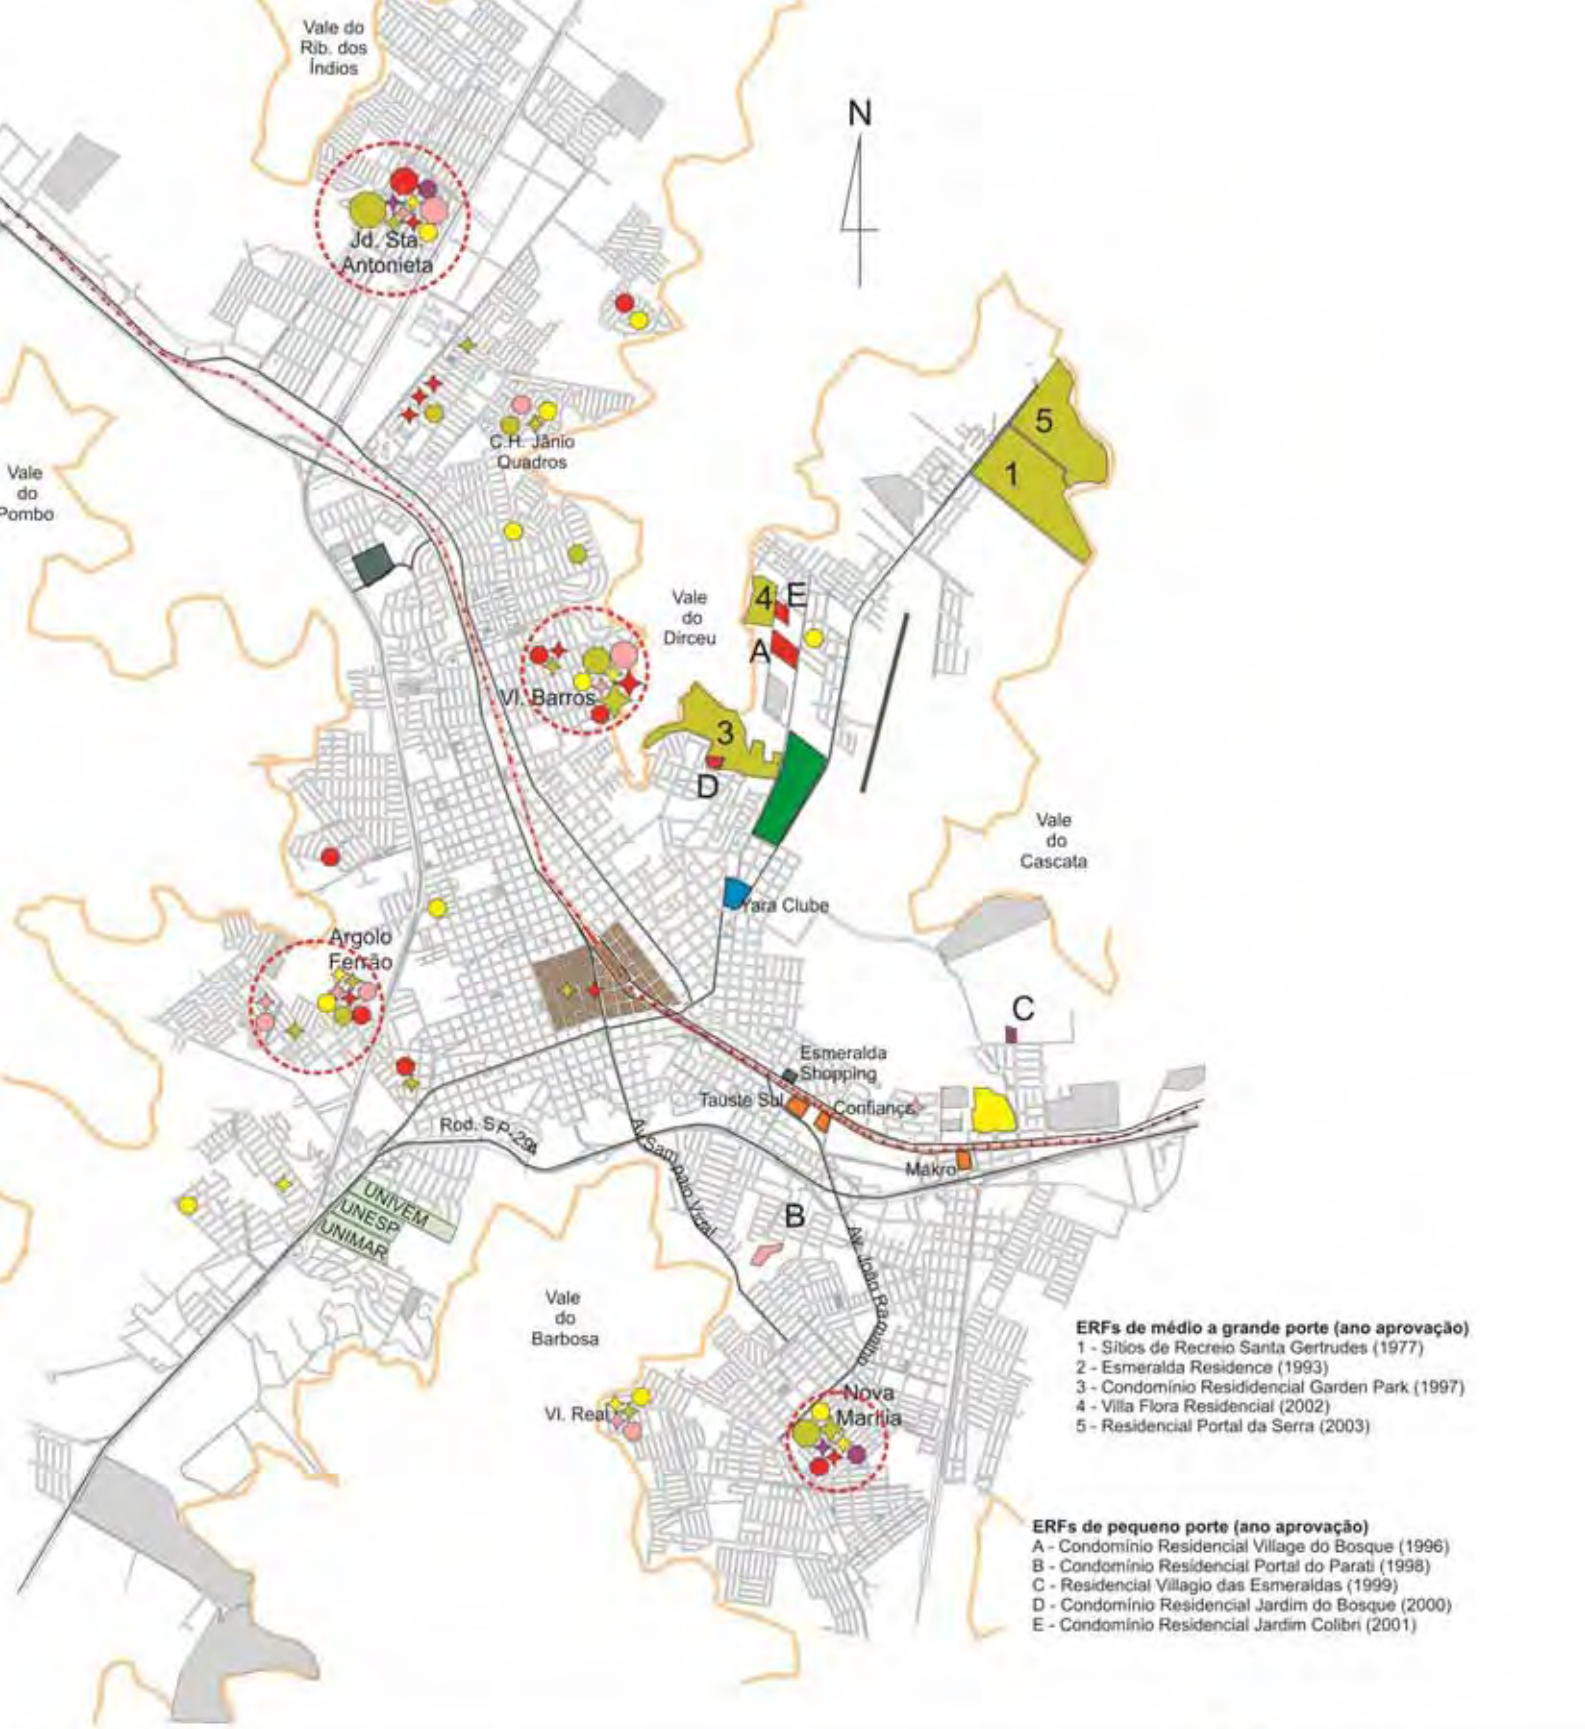 Vale do
Rib. dos
Índios
N
Jd. Sta.
Antonieta
C.H. Jânio
Quadros
Vale
do
Pombo
5
1
Vale
do
Dirceu
4
E
A
Vl. Barros
3
D
Vale
do
Cascata
Yara Clube
Argolo
Ferrão
C
Esmeralda
Shopping
Tauste Sul
Confiança
Rod. SP-294
Av. Sampaio Vidal
Makro
UNIVEM
UNESP
UNIMAR
B
Av. João Ramalho
Vale
do
Barbosa
Vl. Real
Nova
Marília
ERFs de médio a grande porte (ano aprovação)
1 - Sítios de Recreio Santa Gertrudes (1977)
2 - Esmeralda Residence (1993)
3 - Condomínio Resididencial Garden Park (1997)
4 - Villa Flora Residencial (2002)
5 - Residencial Portal da Serra (2003)
ERFs de pequeno porte (ano aprovação)
A - Condomínio Residencial Village do Bosque (1996)
B - Condomínio Residencial Portal do Parati (1998)
C - Residencial Villagio das Esmeraldas (1999)
D - Condomínio Residencial Jardim do Bosque (2000)
E - Condomínio Residencial Jardim Colibri (2001)